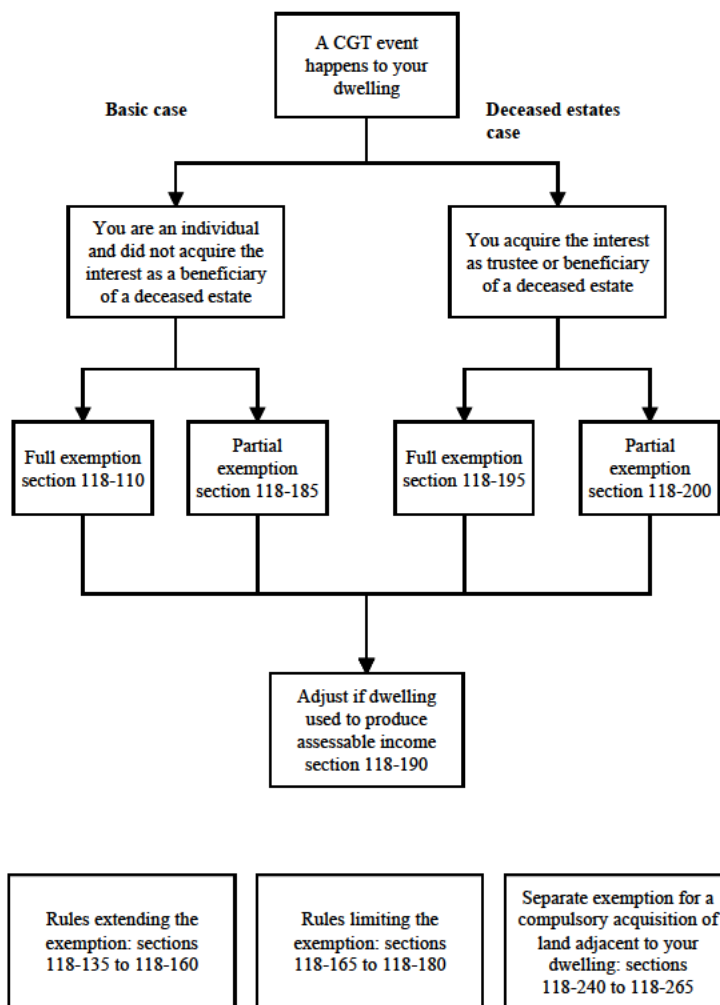 A CGT event
happens to your
dwelling
Basic case
Deceased estates
case
You are an individual
and did not acquire the
interest as a beneficiary
of a deceased estate
You acquire the interest
as trustee or beneficiary
of a deceased estate
Full exemption
section 118-110
Partial
exemption
section 118-185
Full exemption
section 118-195
Partial
exemption
section 118-200
Adjust if dwelling
used to produce
assessable income
section 118-190
Rules extending the
exemption: sections
118-135 to 118-160
Rules limiting the
exemption: sections
118-165 to 118-180
Separate exemption for a
compulsory acquisition of
land adjacent to your
dwelling: sections
118-240 to 118-265